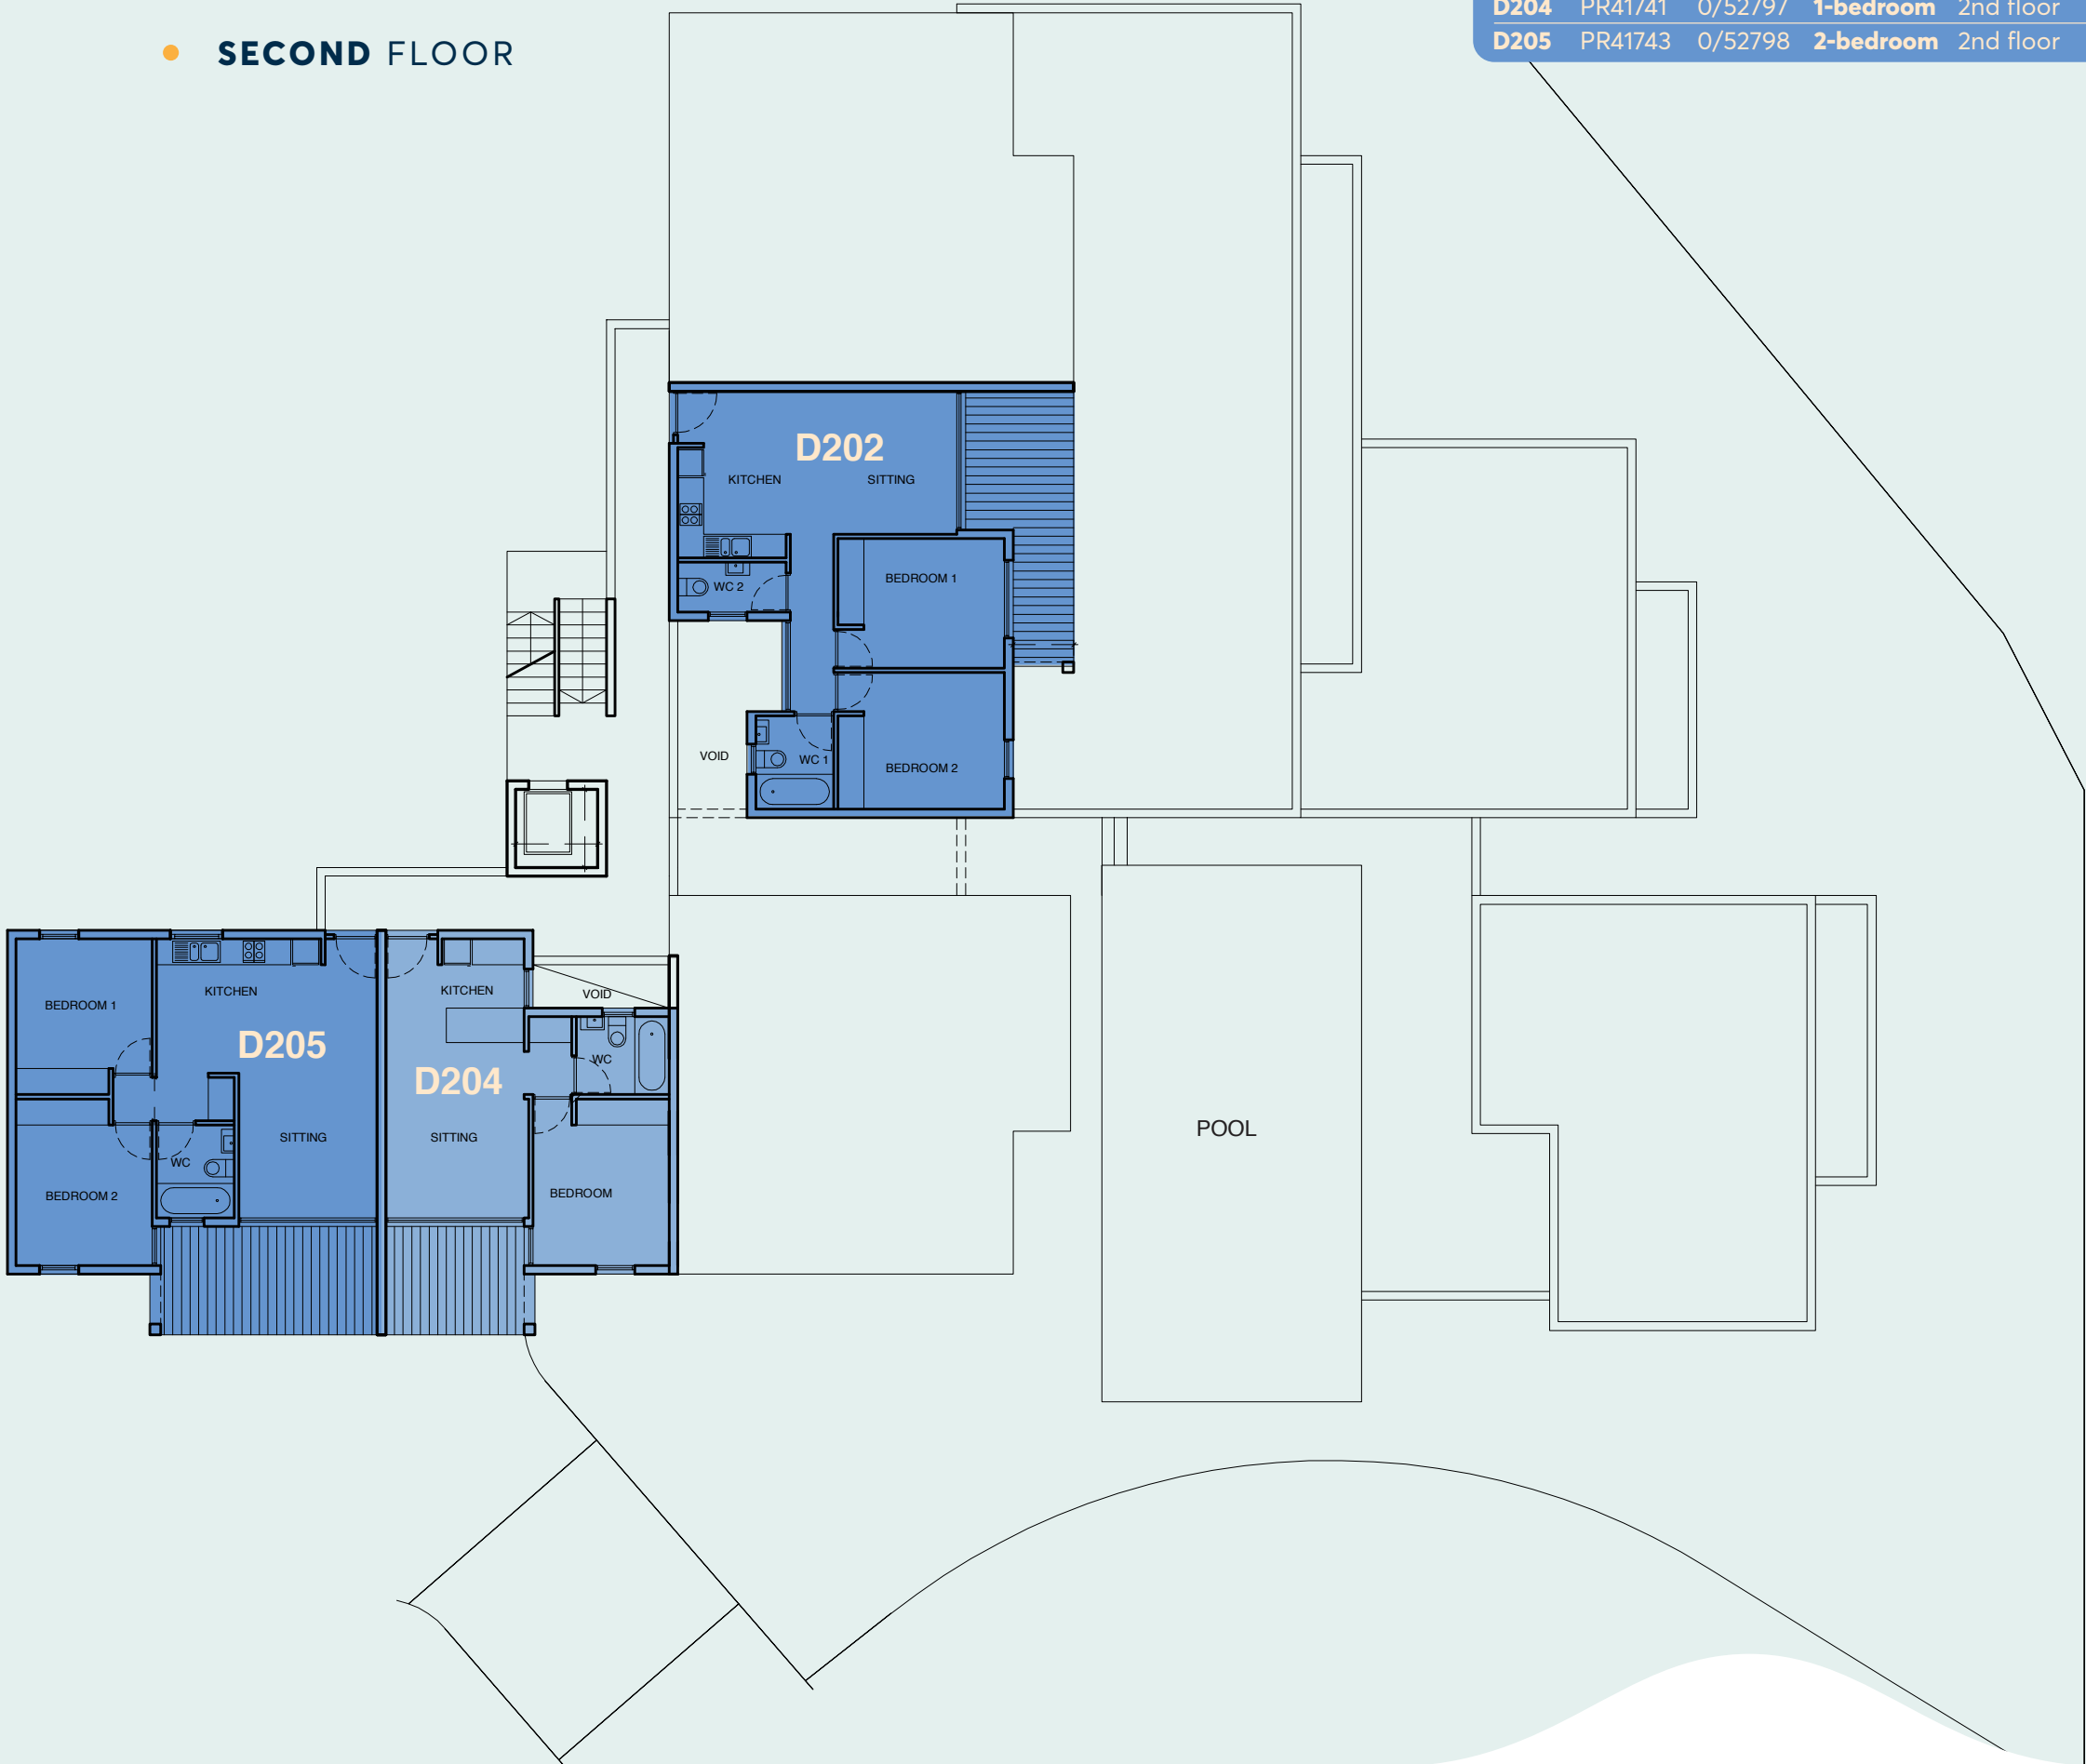 D204 PR41741 0/52797 1-bedroom 2nd floor
D205 PR41743 0/52798 2-bedroom 2nd floor
SECOND FLOOR
D202
KITCHEN SITTING
BEDROOM 1
WC 2
VOID
WC 1
BEDROOM 2
KITCHEN
KITCHEN
VOID
BEDROOM 1
D205
WC
D204
POOL
SITTING
SITTING
WC
BEDROOM
BEDROOM 2